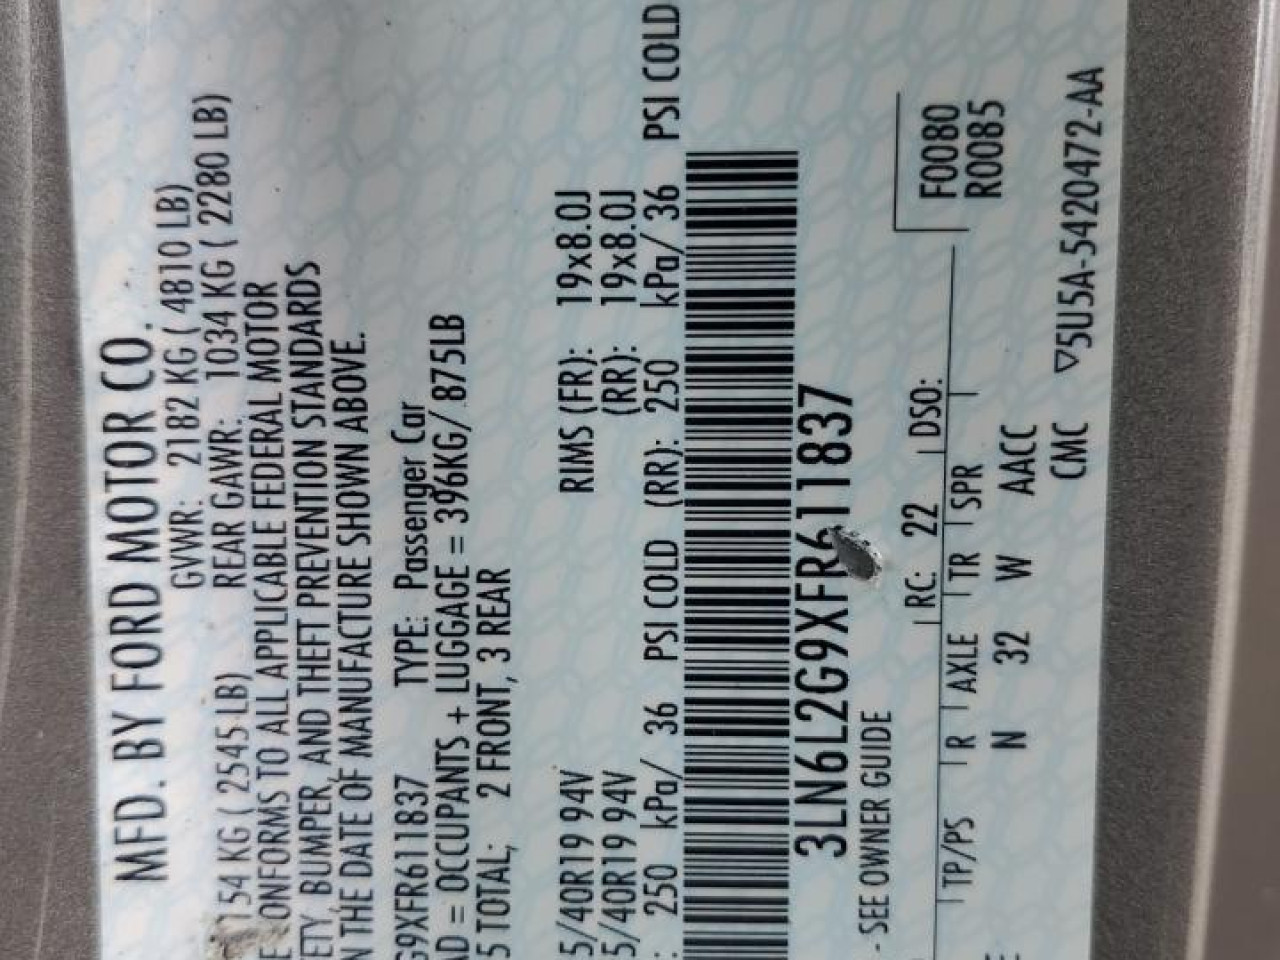 MFD. BY FORD MOTOR CO.
GVWR: 2182 KG ( 4810 LB)
154 KG ( 2545 LB) REAR GAWR: 1034 KG ( 2280 LB)
E ONFORMS TO ALL APPLICABLE FEDERAL MOTOR
ETY, BUMPER, AND THEFT PREVENTION STANDARDS
N THE DATE OF MANUFACTURE SHOWN ABOVE.
G9XFR611837 TYPE: Passenger Car
AD = OCCUPANTS + LUGGAGE = 396KG/ 875LB
5 TOTAL; 2 FRONT, 3 REAR
5/40R19 94V RIMS (FR): 19x8.0J
5/40R19 94V (RR): 19x8.0J
: 250 kPa/ 36 PSI COLD (RR): 250 kPa/ 36 PSI COLD
3LN6L2G9XFR611837
- SEE OWNER GUIDE RC: 22 DSO: F0080
R0085
TP/PS R AXLE TR SPR
N 32 W AACC
CMC ▽5U5A-5420472-AA